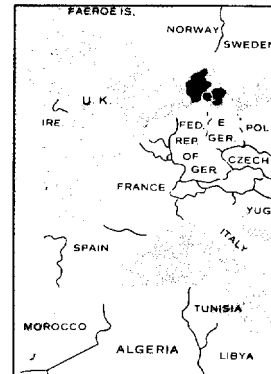 FAEROE IS.
NORWAY
SWEDEN
U. K.
IRE.
FED. REP. OF GER.
E GER.
POL.
CZECH
FRANCE
YUG
ITALY
SPAIN
TUNISIA
MOROCCO
ALGERIA
LIBYA